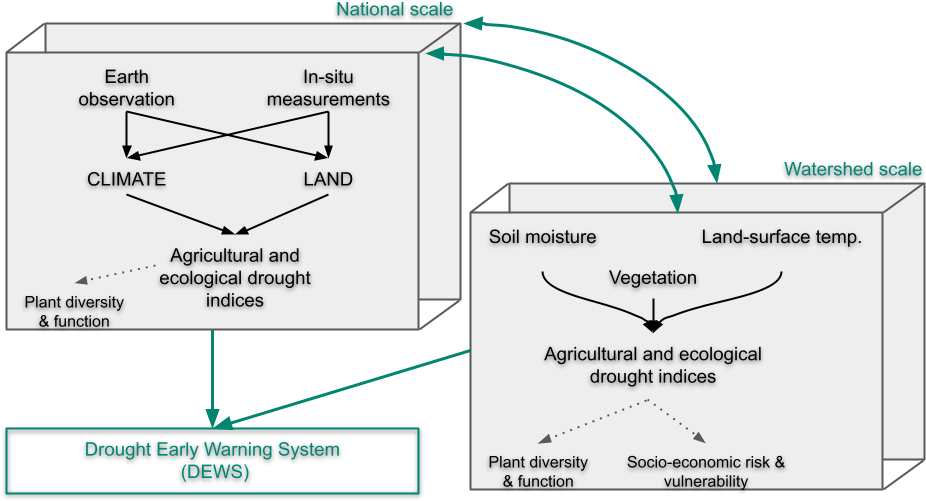 National scale
Earth
observation
In-situ
measurements
CLIMATE
LAND
Agricultural and
ecological drought
indices
Plant diversity
& function
Watershed scale
Soil moisture
Land-surface temp.
Vegetation
Agricultural and ecological
drought indices
Plant diversity
& function
Socio-economic risk &
vulnerability
Drought Early Warning System
(DEWS)